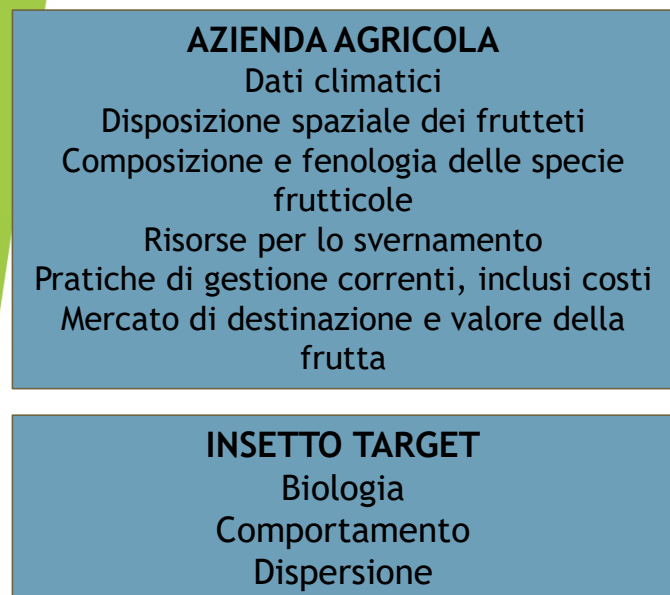 AZIENDA AGRICOLA
Dati climatici
Disposizione spaziale dei frutteti
Composizione e fenologia delle specie
frutticole
Risorse per lo svernamento
Pratiche di gestione correnti, inclusi costi
Mercato di destinazione e valore della
frutta
INSETTO TARGET
Biologia
Comportamento
Dispersione